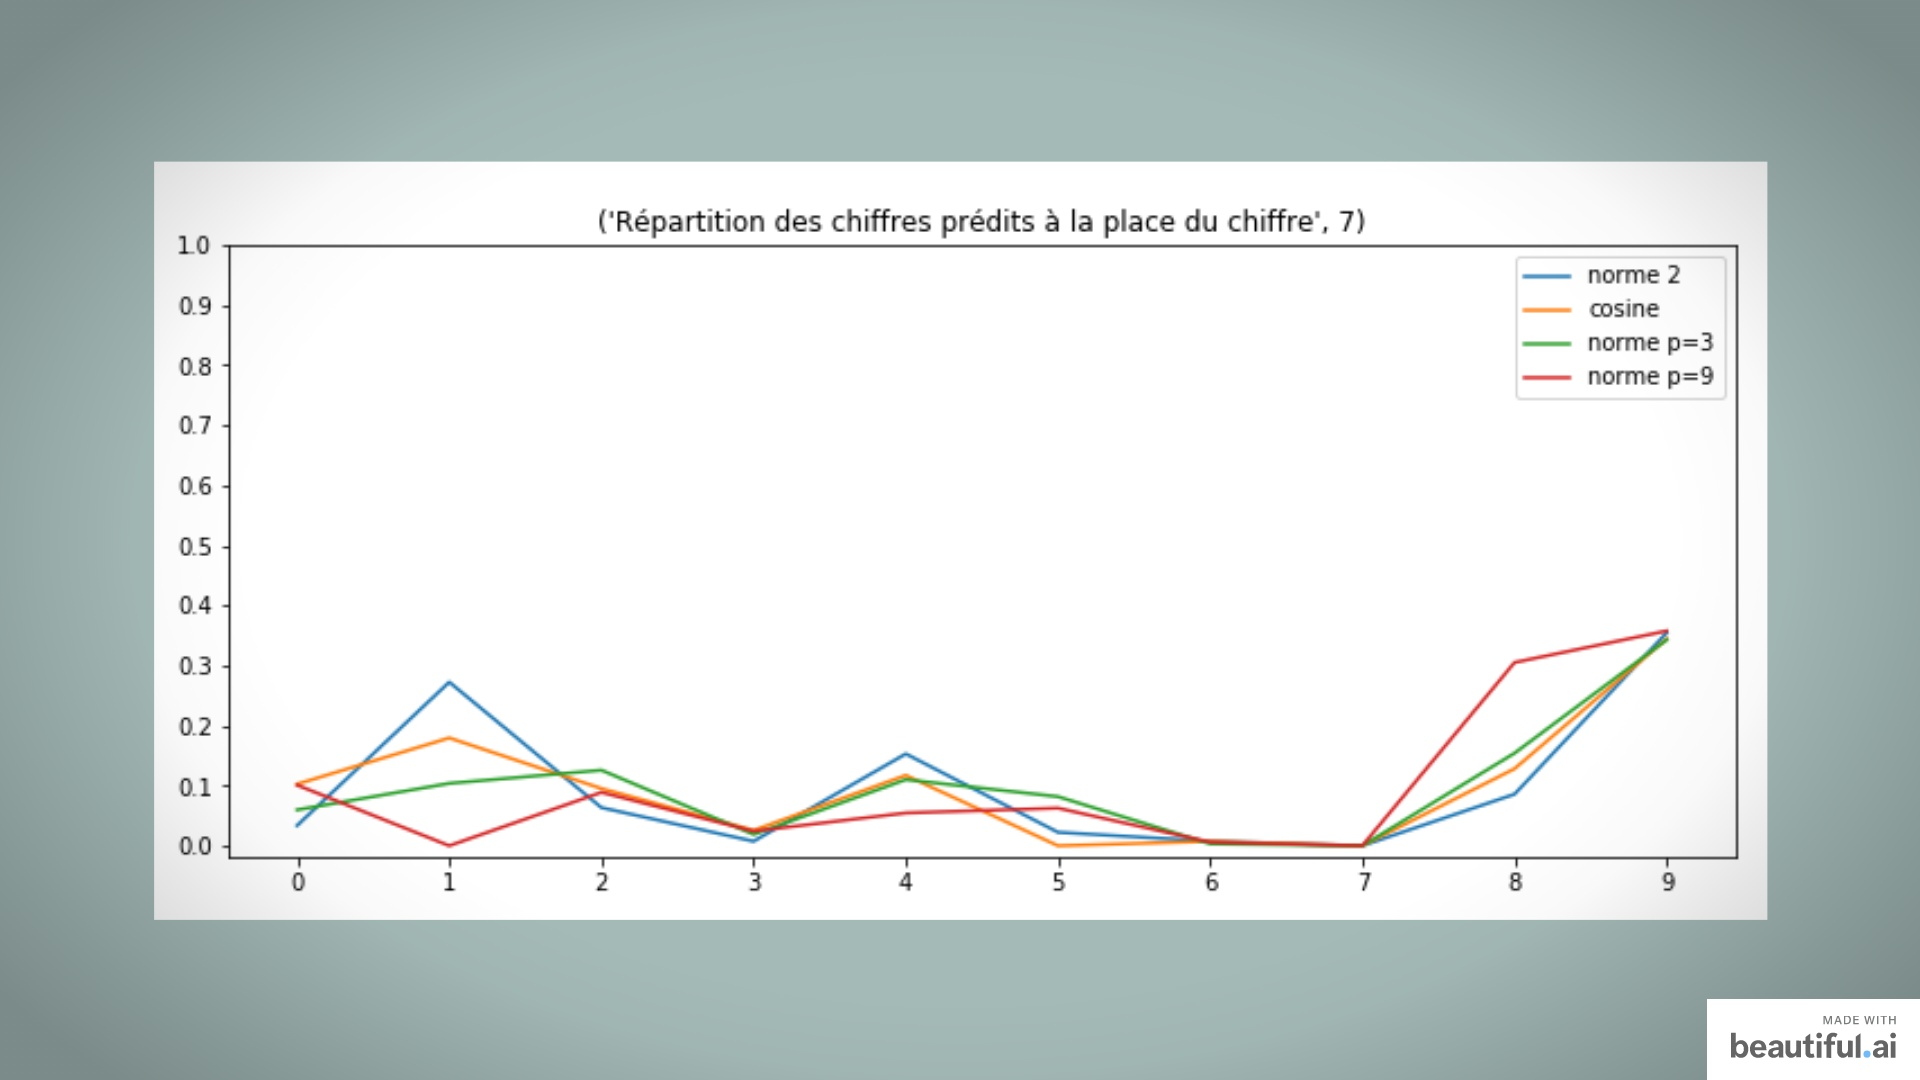 ('Répartition des chiffres prédits à la place du chiffre', 7)
1.0
0.9
0.8
0.7
0.6
0.5
0.4
0.3
0.2
0.1
0.0
norme 2
cosine
norme p=3
norme p=9
0 1 2 3 4 5 6 7 8 9
MADE WITH
beautiful.ai